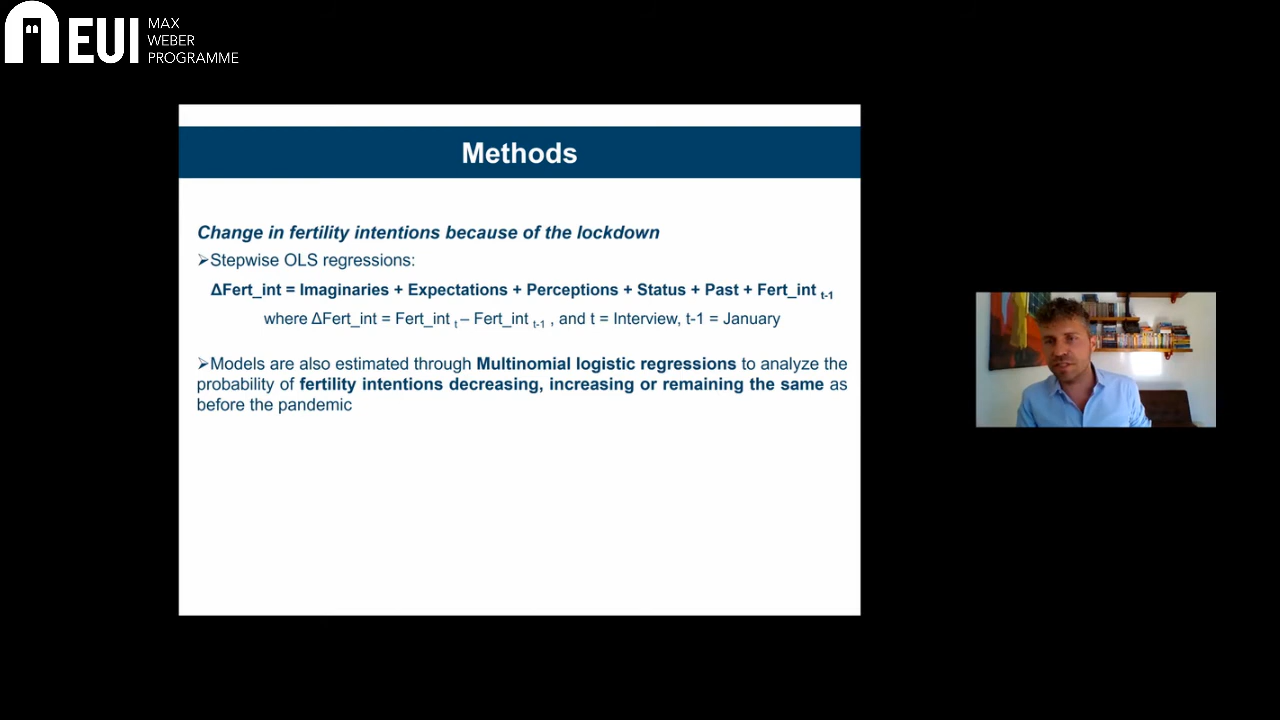 EUI
MAX
WEBER
PROGRAMME
Methods
Change in fertility intentions because of the lockdown
➢Stepwise OLS regressions:
ΔFert_int = Imaginaries + Expectations + Perceptions + Status + Past + Fert_int t-1
where ΔFert_int = Fert_int t – Fert_int t-1 , and t = Interview, t-1 = January
➢Models are also estimated through Multinomial logistic regressions to analyze the
probability of fertility intentions decreasing, increasing or remaining the same as
before the pandemic